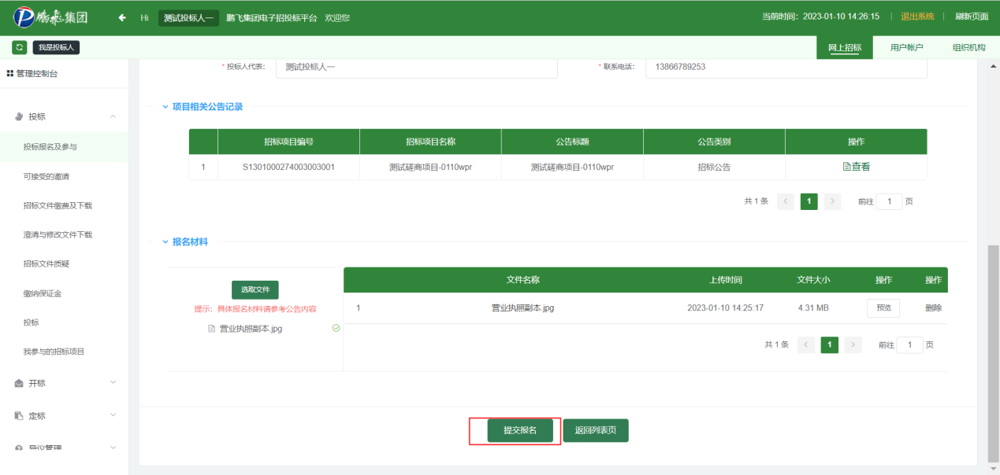 鹏飞集团 Hi 测试投标人一 鹏飞集团电子招投标平台 欢迎您 当前时间：2023-01-10 14:26:15 退出系统 刷新页面
我是投标人 网上招标 用户帐户 组织机构
管理控制台
投标
投标报名及参与
可接受的邀请
招标文件缴费及下载
澄清与修改文件下载
招标文件质疑
缴纳保证金
投标
我参与的招标项目
开标
定标
异议管理
* 投标人代表： 测试投标人一 * 联系电话： 13866789253
项目相关公告记录
招标项目编号 招标项目名称 公告标题 公告类别 操作
1 S1301000274003003001 测试磋商项目-0110wpr 测试磋商项目-0110wpr 招标公告 查看
共 1 条 < 1 > 前往 1 页
报名材料
选取文件
提示：具体报名材料请参考公告内容
营业执照副本.jpg
文件名称 上传时间 文件大小 操作 操作
1 营业执照副本.jpg 2023-01-10 14:25:17 4.31 MB 预览 删除
共 1 条 < 1 > 前往 1 页
提交报名 返回列表页